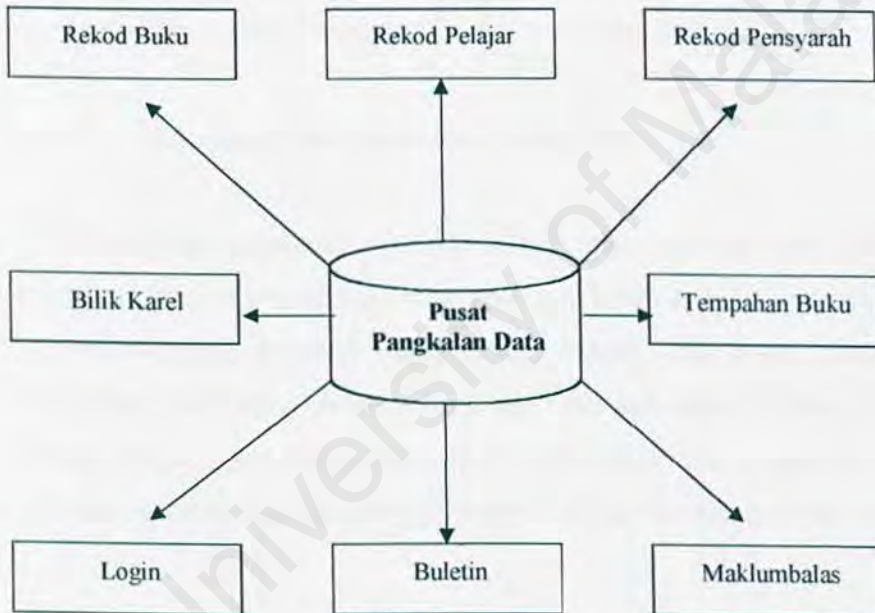 Rekod Buku
Rekod Pelajar
Rekod Pensyarah
Bilik Karel
Pusat
Pangkalan Data
Tempahan Buku
Login
Buletin
Maklumbalas